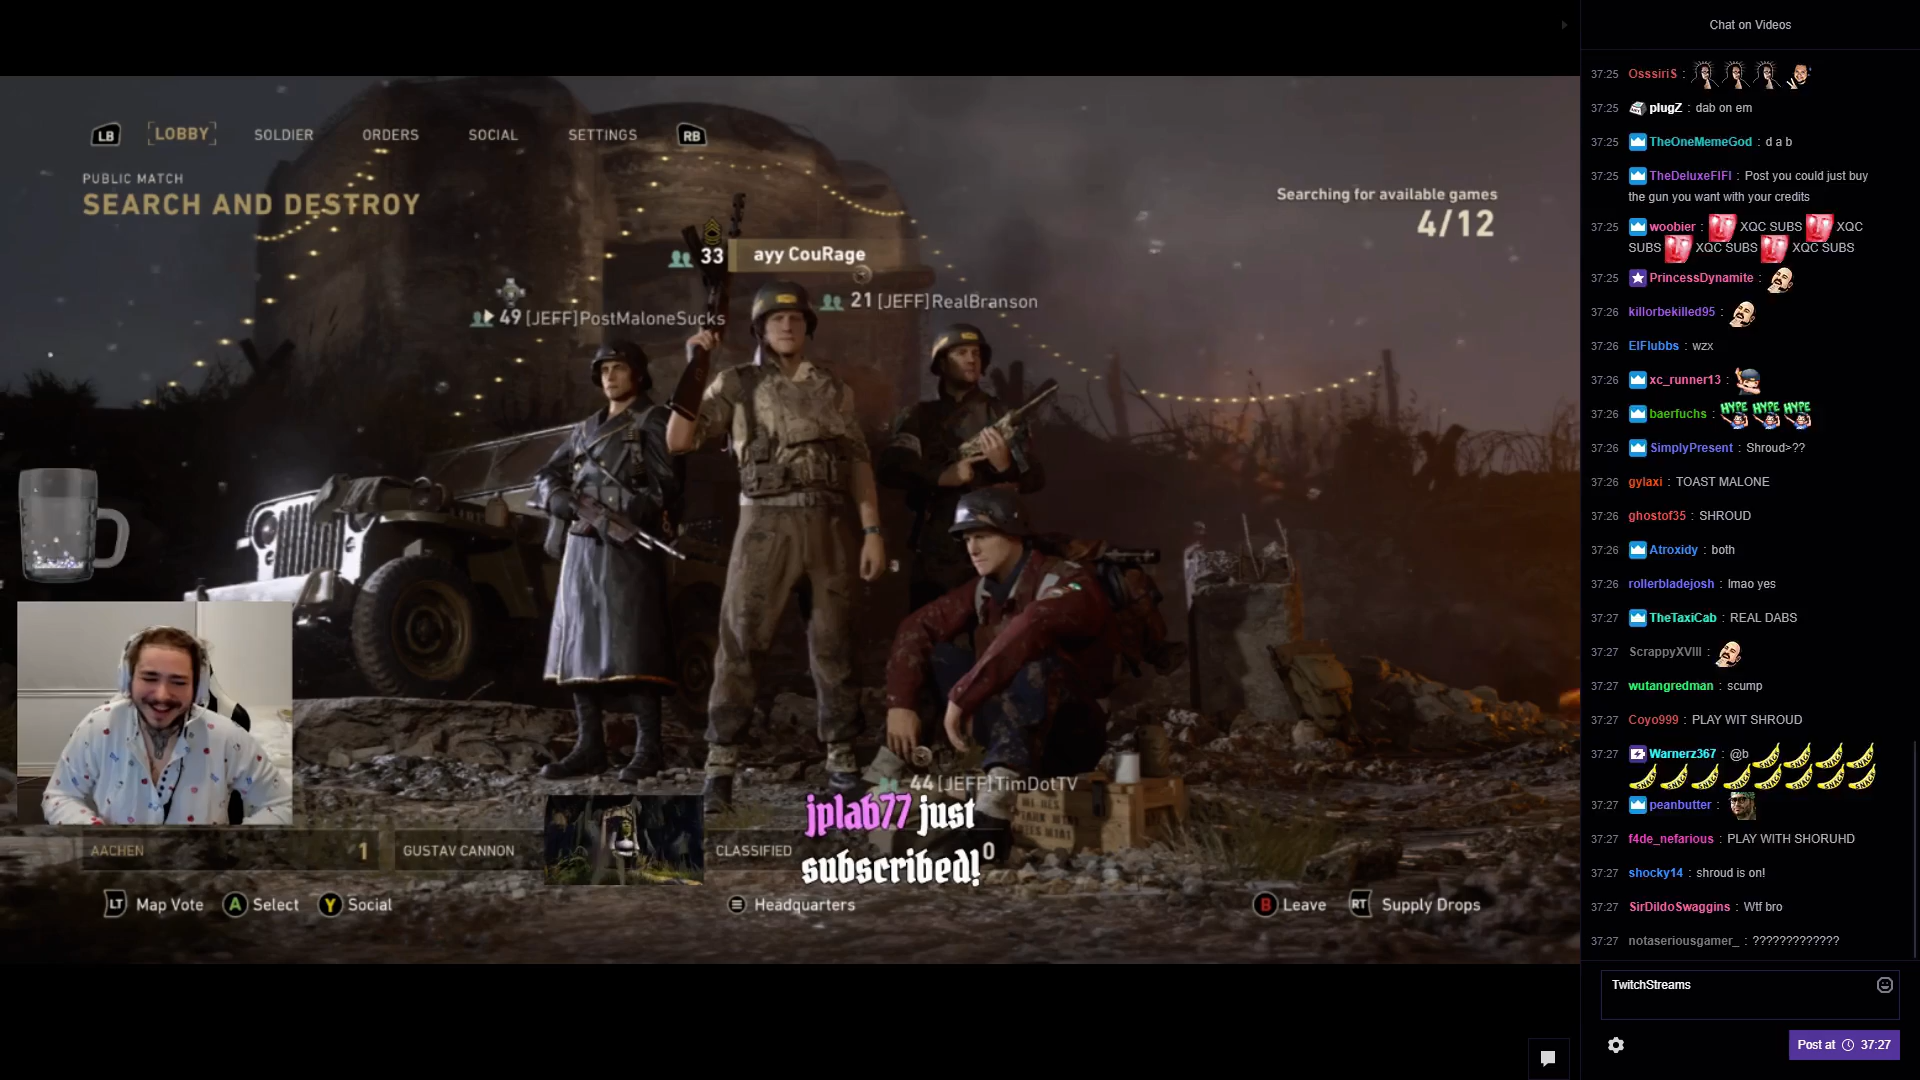 Chat on Videos
LB
[LOBBY]
SOLDIER
ORDERS
SOCIAL
SETTINGS
RB
PUBLIC MATCH
SEARCH AND DESTROY
Searching for available games
4/12
33 ayy CouRage
49 [JEFF]PostMaloneSucks
21 [JEFF]RealBranson
44 [JEFF]TimDotTV
jplab77 just
subscribed!
AACHEN 1
GUSTAV CANNON
CLASSIFIED 0
LT Map Vote
A Select
Y Social
Headquarters
B Leave
RT Supply Drops
37:25 OsssiriS :
37:25 plugZ : dab on em
37:25 TheOneMemeGod : d a b
37:25 TheDeluxeFIFI : Post you could just buy
the gun you want with your credits
37:25 woobier : XQC SUBS XQC
SUBS XQC SUBS XQC SUBS
37:25 PrincessDynamite :
37:26 killorbekilled95 :
37:26 ElFlubbs : wzx
37:26 xc_runner13 :
37:26 baerfuchs : HYPE HYPE HYPE
37:26 SimplyPresent : Shroud>??
37:26 gylaxi : TOAST MALONE
37:26 ghostof35 : SHROUD
37:26 Atroxidy : both
37:26 rollerbladejosh : lmao yes
37:27 TheTaxiCab : REAL DABS
37:27 ScrappyXVIII :
37:27 wutangredman : scump
37:27 Coyo999 : PLAY WIT SHROUD
37:27 Warnerz367 : @b
37:27 peanbutter :
37:27 f4de_nefarious : PLAY WITH SHORUHD
37:27 shocky14 : shroud is on!
37:27 SirDildoSwaggins : Wtf bro
37:27 notaseriousgamer_ : ?????????????
TwitchStreams
Post at 37:27